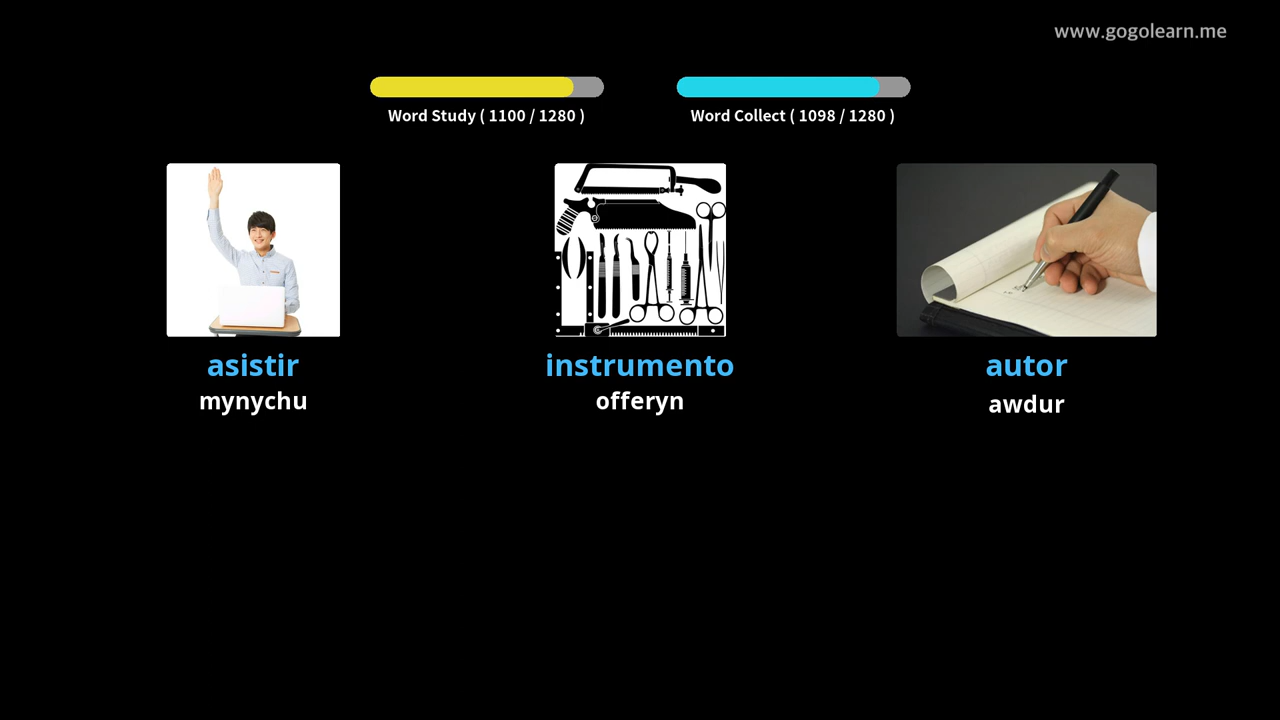 www.gogolearn.me
Word Study ( 1100 / 1280 )
Word Collect ( 1098 / 1280 )
asistir
mynychu
instrumento
offeryn
autor
awdur